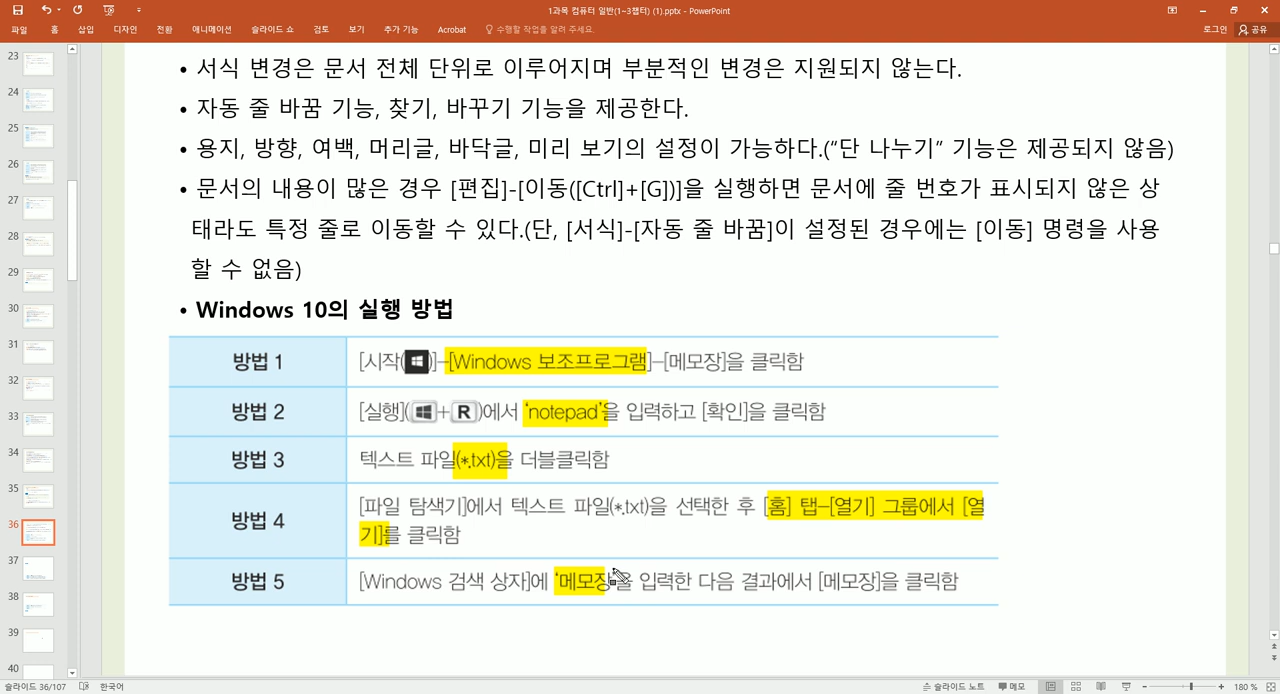 1과목 컴퓨터 일반(1~3챕터) (1).pptx - PowerPoint
파일 홈 삽입 디자인 전환 애니메이션 슬라이드 쇼 검토 보기 추가 기능 Acrobat 수행할 작업을 알려 주세요. 로그인 공유
• 서식 변경은 문서 전체 단위로 이루어지며 부분적인 변경은 지원되지 않는다.
• 자동 줄 바꿈 기능, 찾기, 바꾸기 기능을 제공한다.
• 용지, 방향, 여백, 머리글, 바닥글, 미리 보기의 설정이 가능하다.(“단 나누기” 기능은 제공되지 않음)
• 문서의 내용이 많은 경우 [편집]-[이동([Ctrl]+[G])]을 실행하면 문서에 줄 번호가 표시되지 않은 상
태라도 특정 줄로 이동할 수 있다.(단, [서식]-[자동 줄 바꿈]이 설정된 경우에는 [이동] 명령을 사용
할 수 없음)
• Windows 10의 실행 방법
방법 1 [시작()]–[Windows 보조프로그램]–[메모장]을 클릭함
방법 2 [실행](+R)에서 ‘notepad’을 입력하고 [확인]을 클릭함
방법 3 텍스트 파일(*.txt)을 더블클릭함
방법 4 [파일 탐색기]에서 텍스트 파일(*.txt)을 선택한 후 [홈] 탭–[열기] 그룹에서 [열
기]를 클릭함
방법 5 [Windows 검색 상자]에 ‘메모장’을 입력한 다음 결과에서 [메모장]을 클릭함
23
24
25
26
27
28
29
30
31
32
33
34
35
36
37
38
39
40
슬라이드 36/107 한국어 슬라이드 노트 메모 180 %